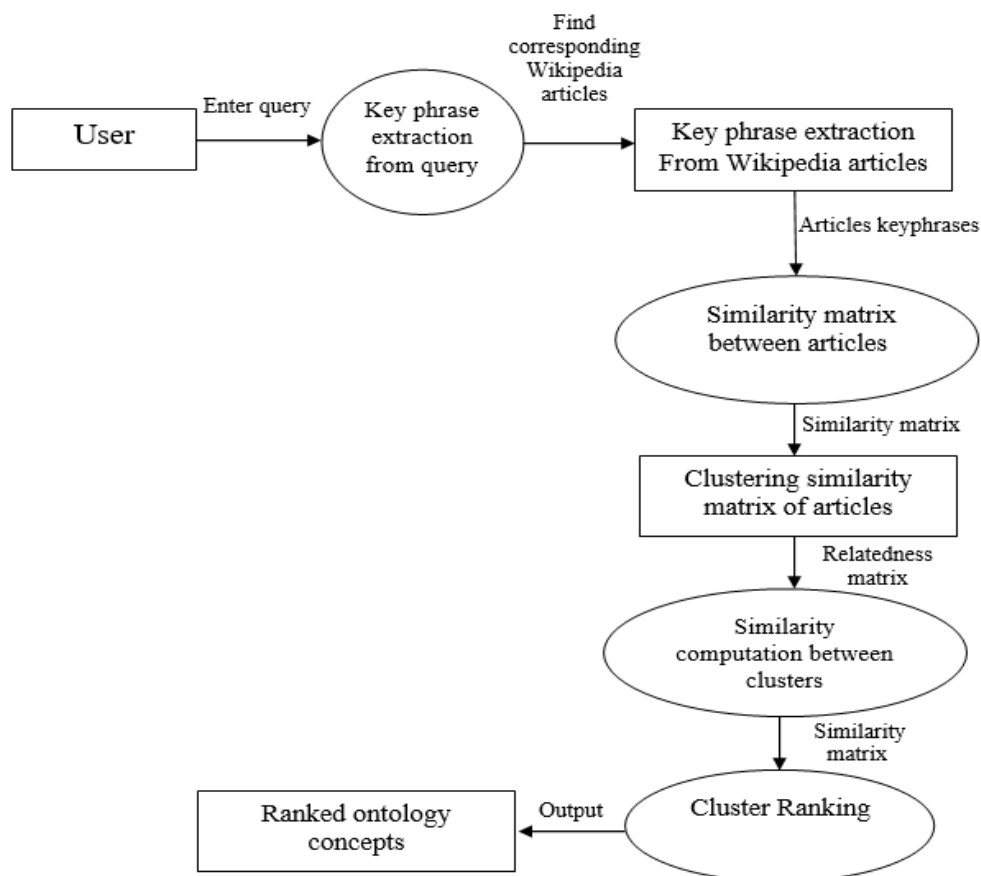 User
Enter query
Key phrase
extraction
from query
Find
corresponding
Wikipedia
articles
Key phrase extraction
From Wikipedia articles
Articles keyphrases
Similarity matrix
between articles
Similarity matrix
Clustering similarity
matrix of articles
Relatedness
matrix
Similarity
computation between
clusters
Similarity
matrix
Cluster Ranking
Output
Ranked ontology
concepts